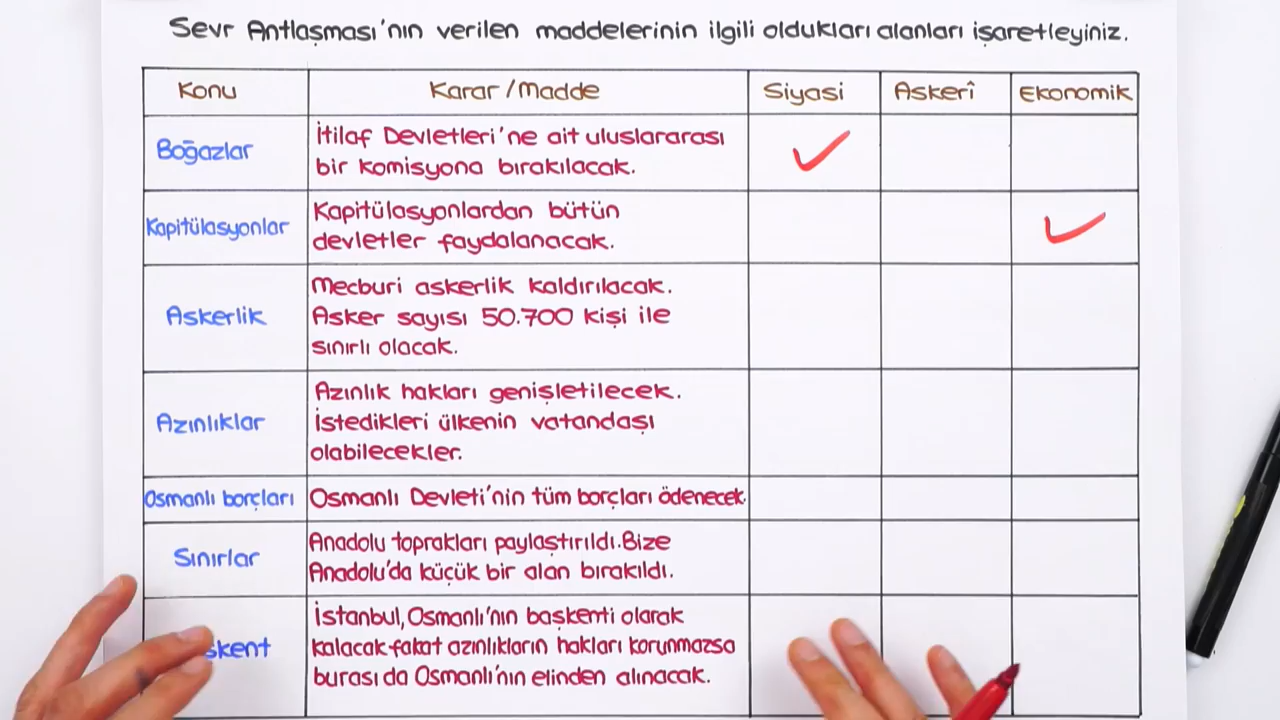 Sevr Antlaşması'nın verilen maddelerinin ilgili oldukları alanları işaretleyiniz.
Konu Karar/Madde Siyasi Askerî Ekonomik
Boğazlar
İtilaf Devletleri'ne ait uluslararası
bir komisyona bırakılacak.
Kapitülasyonlar
Kapitülasyonlardan bütün
devletler faydalanacak.
Askerlik
Mecburi askerlik kaldırılacak.
Asker sayısı 50.700 kişi ile
sınırlı olacak.
Azınlıklar
Azınlık hakları genişletilecek.
İstedikleri ülkenin vatandaşı
olabilecekler.
Osmanlı borçları
Osmanlı Devleti'nin tüm borçları ödenecek.
Sınırlar
Anadolu toprakları paylaştırıldı. Bize
Anadolu'da küçük bir alan bırakıldı.
skent
İstanbul, Osmanlı'nın başkenti olarak
kalacak fakat azınlıkların hakları korunmazsa
burası da Osmanlı'nın elinden alınacak.